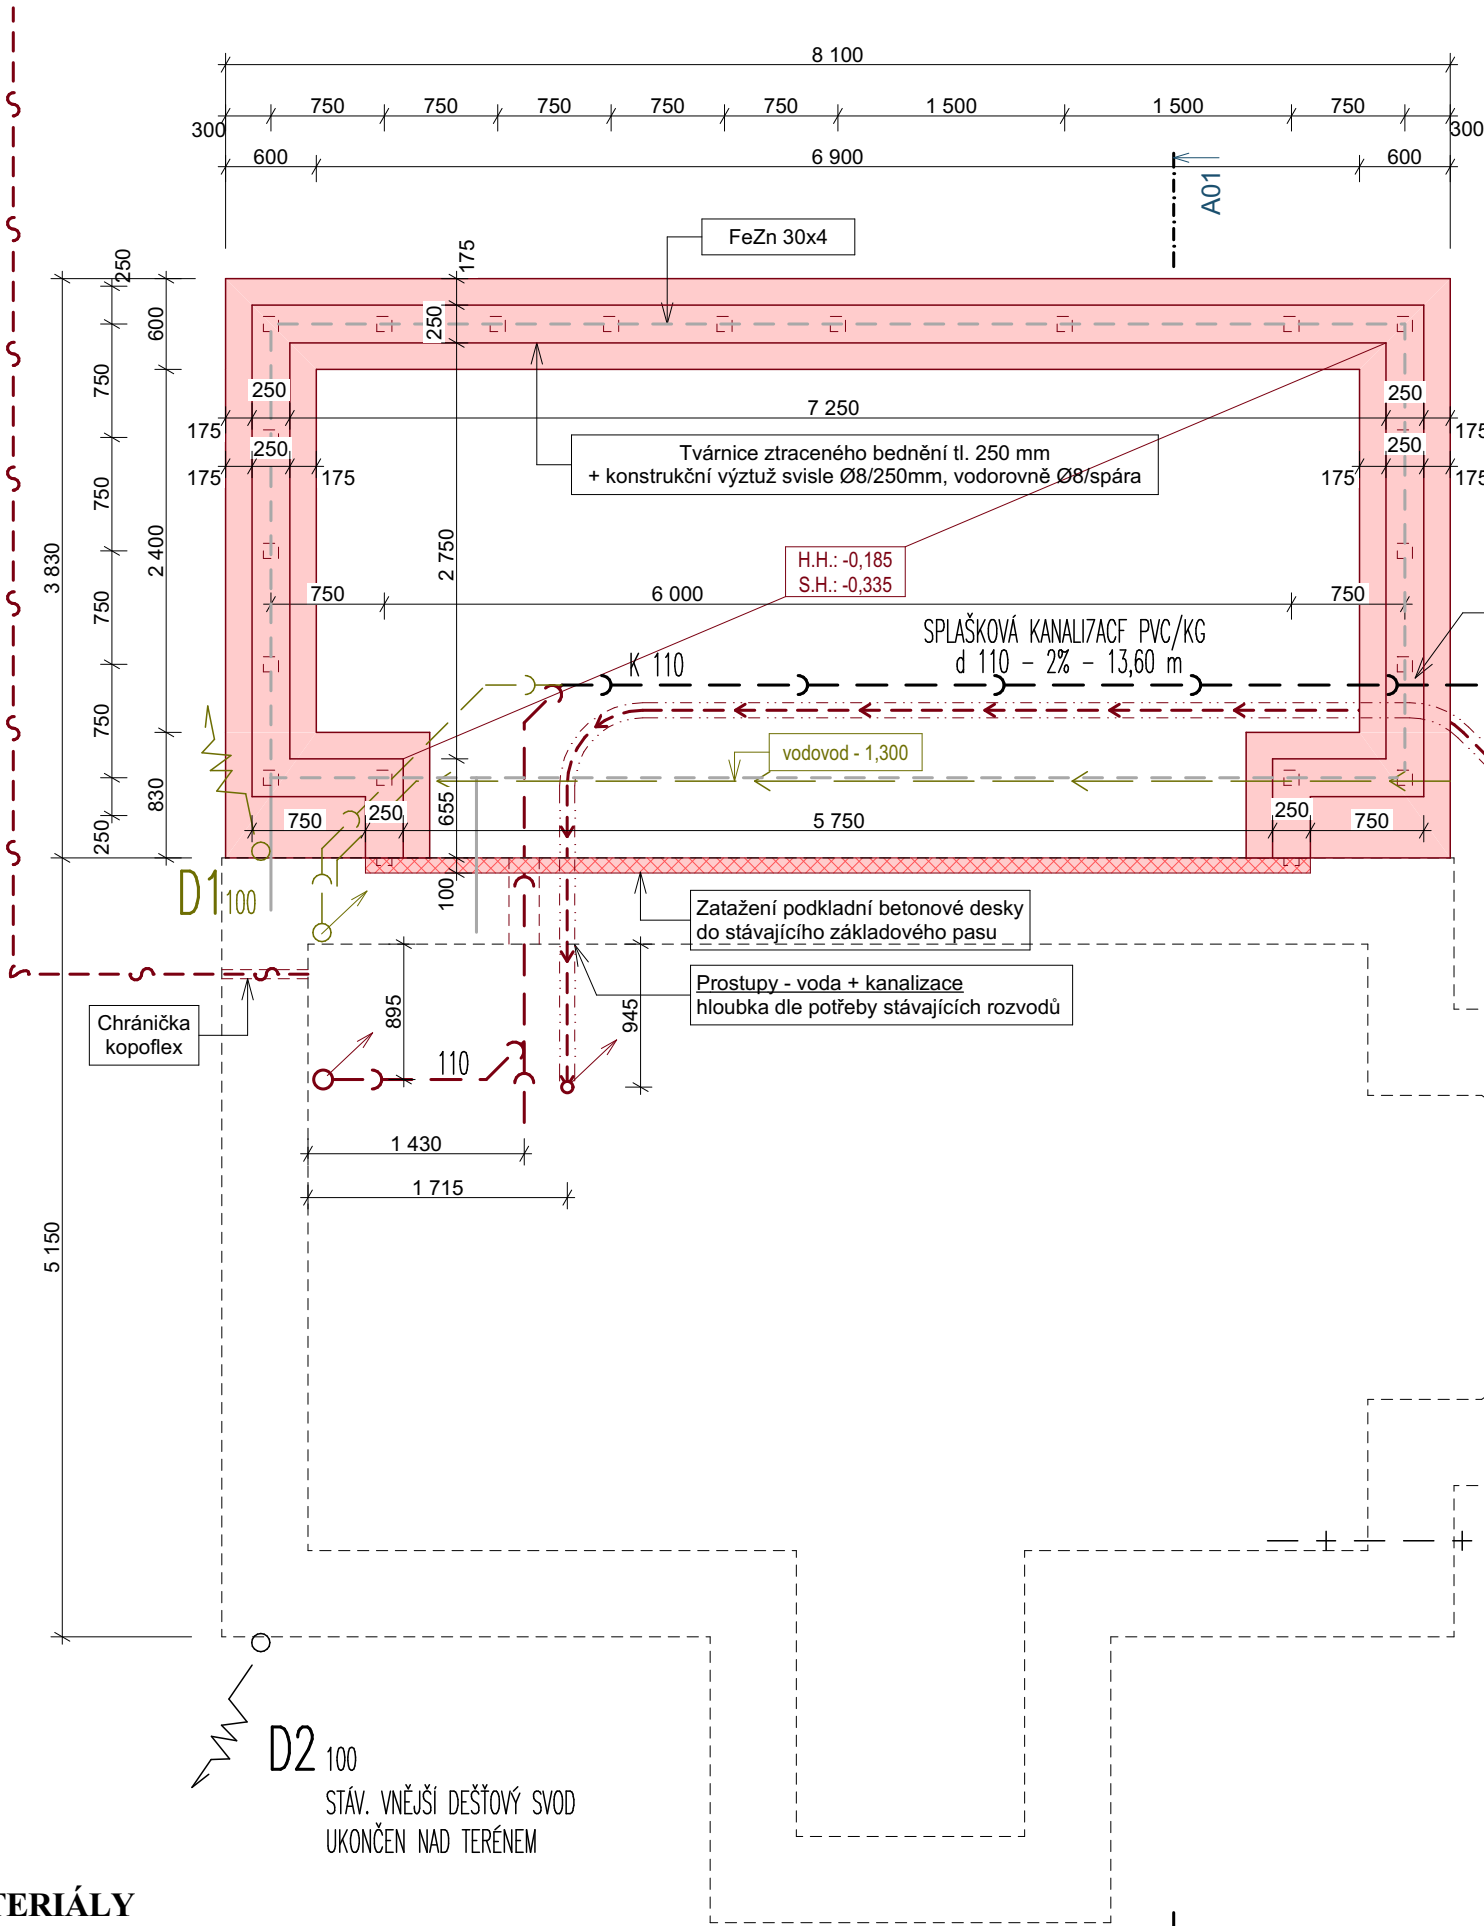 8 100
750 750 750 750 750 1 500 1 500 750
300 300
600 6 900 600
A01
FeZn 30x4
175
250
250
600
250 250
7 250
175 175
250 250
175 175 175 175
Tvárnice ztraceného bednění tl. 250 mm
+ konstrukční výztuž svisle Ø8/250mm, vodorovně Ø8/spára
750
750
750
750
2 400
3 830
2 750
H.H.: -0,185
S.H.: -0,335
750 6 000 750
SPLAŠKOVÁ KANALIZACE PVC/KG
d 110 - 2% - 13,60 m
K 110
vodovod - 1,300
830
250
655
750 250 5 750 250 750
100
D1 100
Zatažení podkladní betonové desky
do stávajícího základového pasu
Prostupy - voda + kanalizace
hloubka dle potřeby stávajících rozvodů
Chránička
kopoflex
895
945
110
1 430
1 715
5 150
D2 100
STÁV. VNĚJŠÍ DEŠŤOVÝ SVOD
UKONČEN NAD TERÉNEM
TERIÁLY